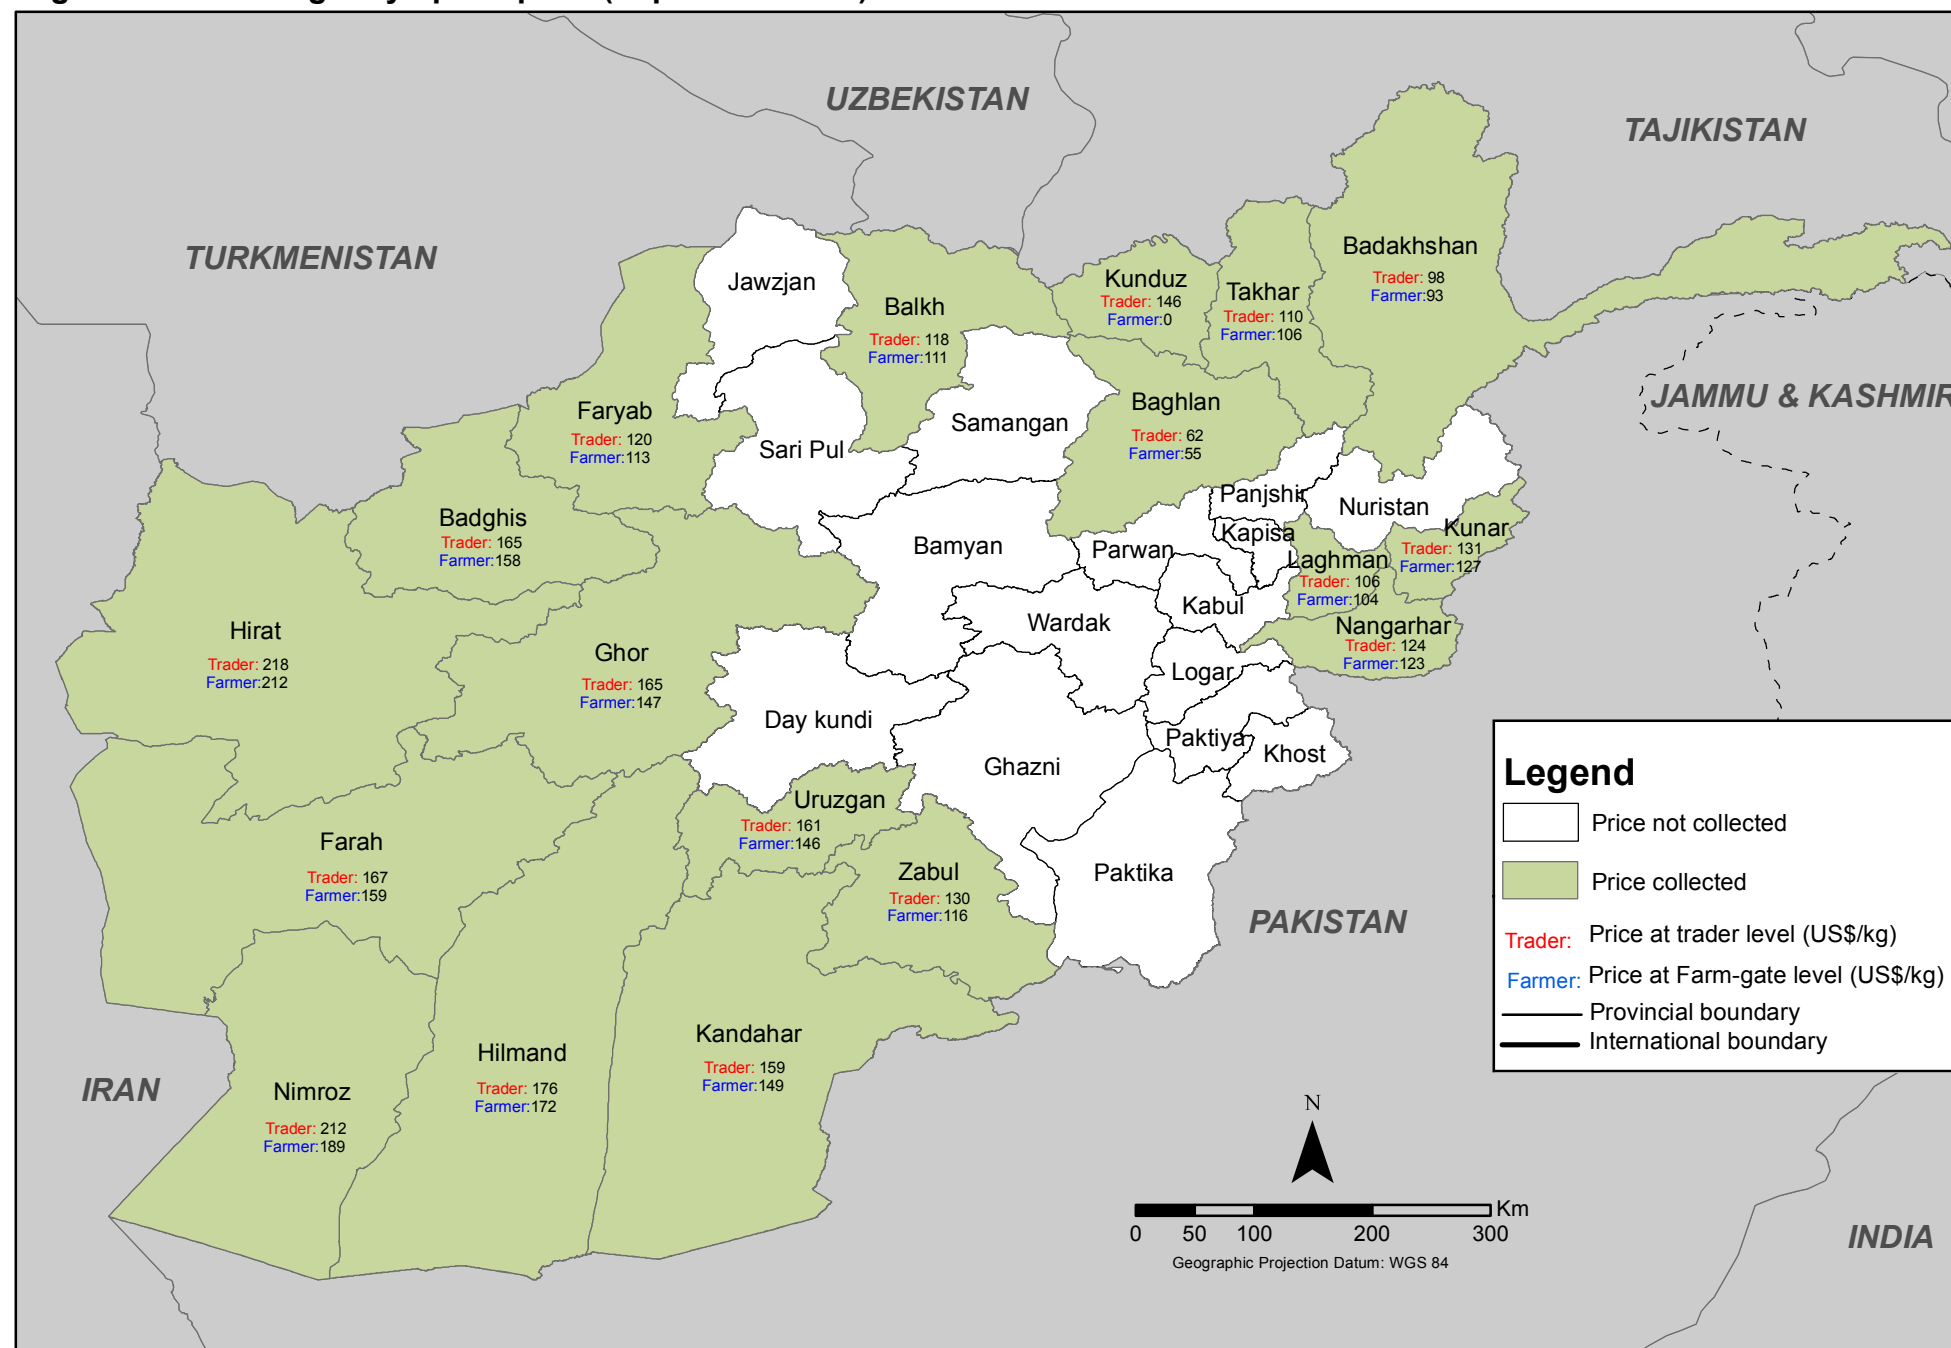 UZBEKISTAN
TAJIKISTAN
TURKMENISTAN
JAMMU & KASHMIR
Badakhshan
Trader: 98
Farmer:93
Kunduz
Trader: 146
Farmer:0
Takhar
Trader: 110
Farmer:106
Jawzjan
Balkh
Trader: 118
Farmer:111
Faryab
Trader: 120
Farmer:113
Sari Pul
Samangan
Baghlan
Trader: 62
Farmer:55
Badghis
Trader: 165
Farmer:158
Bamyan
Panjshir
Kapisa
Parwan
Nuristan
Kunar
Trader: 131
Farmer:127
Laghman
Trader: 106
Farmer:104
Kabul
Wardak
Nangarhar
Trader: 124
Farmer:123
Hirat
Trader: 218
Farmer:212
Ghor
Trader: 165
Farmer:147
Logar
Day kundi
Ghazni
Paktiya
Khost
Uruzgan
Trader: 161
Farmer:146
Farah
Trader: 167
Farmer:159
Zabul
Trader: 130
Farmer:116
Paktika
PAKISTAN
Kandahar
Trader: 159
Farmer:149
Hilmand
Trader: 176
Farmer:172
Nimroz
Trader: 212
Farmer:189
IRAN
INDIA
Legend
Price not collected
Price collected
Trader: Price at trader level (US$/kg)
Farmer: Price at Farm-gate level (US$/kg)
Provincial boundary
International boundary
N
Km
0 50 100 200 300
Geographic Projection Datum: WGS 84